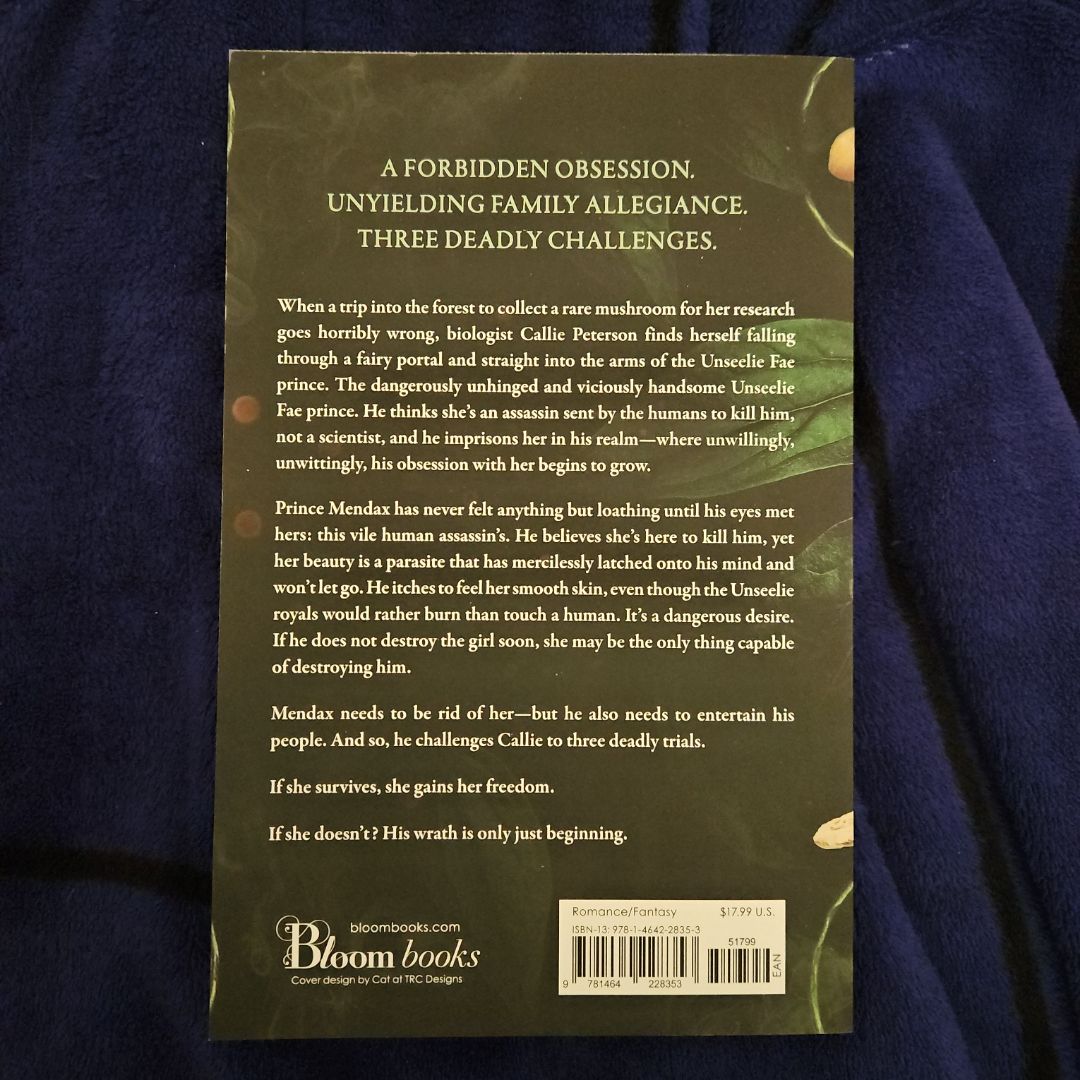 A FORBIDDEN OBSESSION.
UNYIELDING FAMILY ALLEGIANCE.
THREE DEADLY CHALLENGES.
When a trip into the forest to collect a rare mushroom for her research
goes horribly wrong, biologist Callie Peterson finds herself falling
through a fairy portal and straight into the arms of the Unseelie Fae
prince. The dangerously unhinged and viciously handsome Unseelie
Fae prince. He thinks she's an assassin sent by the humans to kill him,
not a scientist, and he imprisons her in his realm—where unwillingly,
unwittingly, his obsession with her begins to grow.
Prince Mendax has never felt anything but loathing until his eyes met
hers: this vile human assassin's. He believes she's here to kill him, yet
her beauty is a parasite that has mercilessly latched onto his mind and
won't let go. He itches to feel her smooth skin, even though the Unseelie
royals would rather burn than touch a human. It's a dangerous desire.
If he does not destroy the girl soon, she may be the only thing capable
of destroying him.
Mendax needs to be rid of her—but he also needs to entertain his
people. And so, he challenges Callie to three deadly trials.
If she survives, she gains her freedom.
If she doesn't? His wrath is only just beginning.
bloombooks.com
Bloom books
Cover design by Cat at TRC Designs
Romance/Fantasy $17.99 U.S.
ISBN-13: 978-1-4642-2835-3
51799
EAN
9 781464 228353